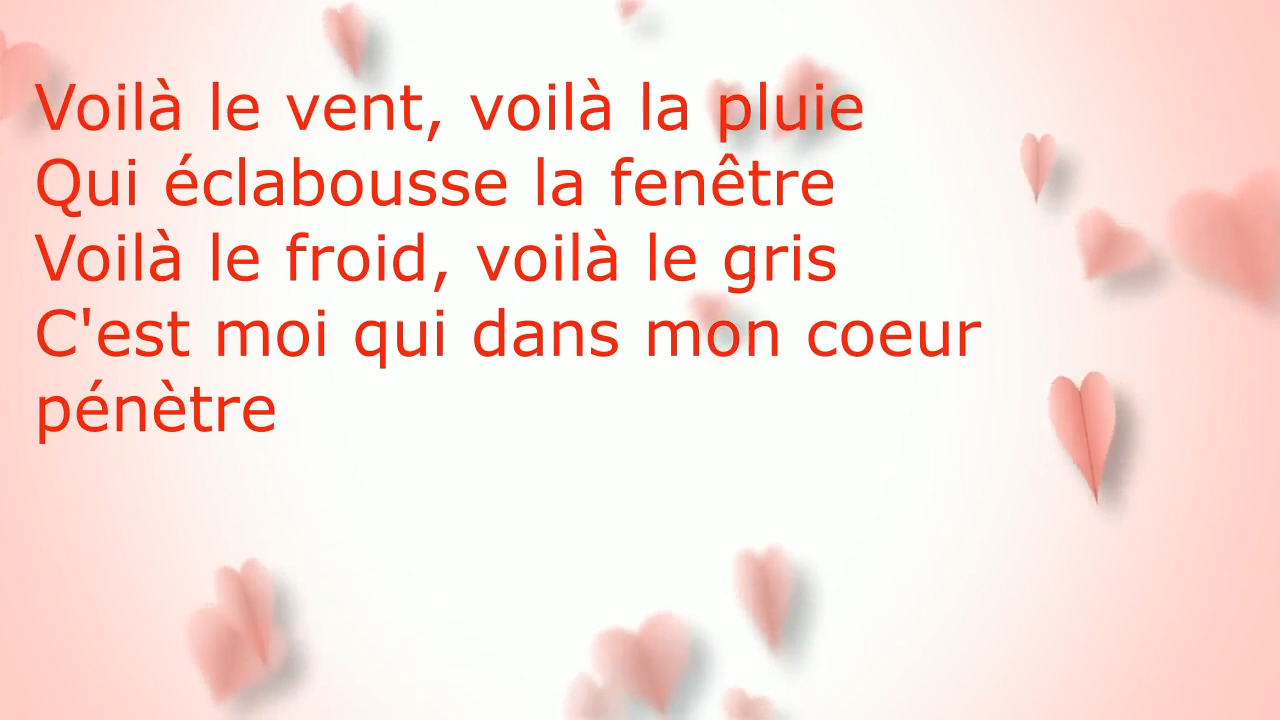 Voilà le vent, voilà la pluie
Qui éclabousse la fenêtre
Voilà le froid, voilà le gris
C'est moi qui dans mon coeur
pénètre